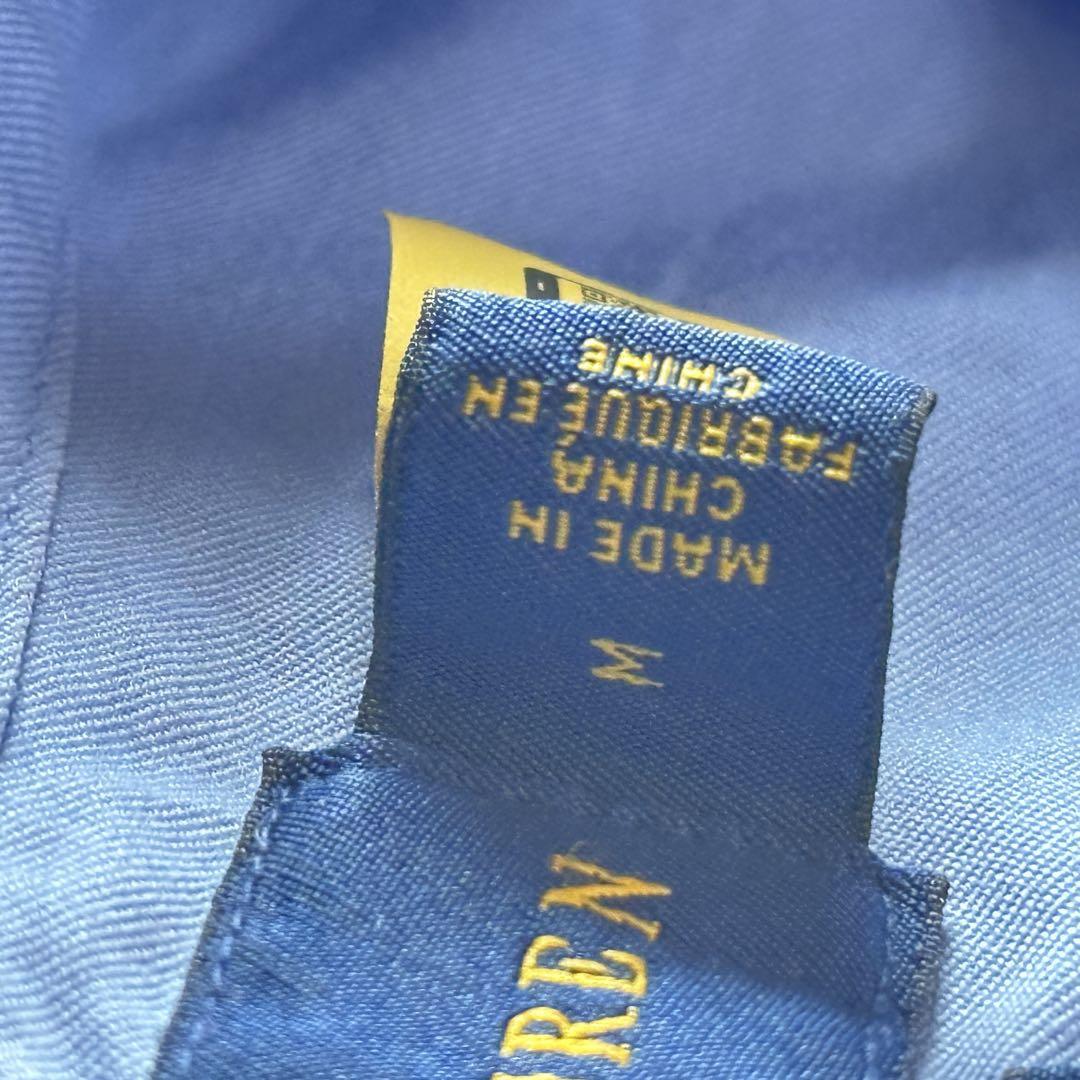 M
MADE IN
CHINA,
FABRIQUÉ EN
CHINE
REN